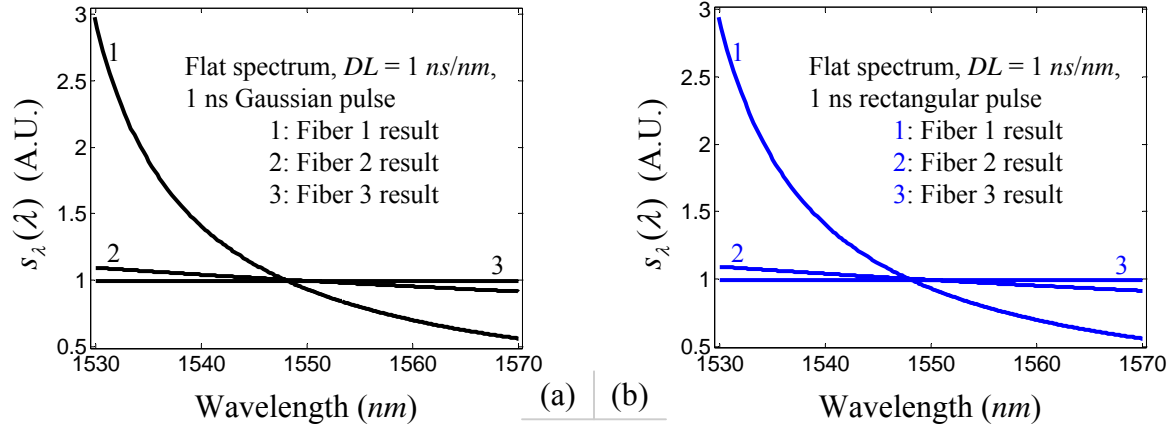 3
2.5
2
1.5
1
0.5
s_λ(λ) (A.U.)
1
2
3
Flat spectrum, DL = 1 ns/nm,
1 ns Gaussian pulse
1: Fiber 1 result
2: Fiber 2 result
3: Fiber 3 result
1530 1540 1550 1560 1570
Wavelength (nm)
(a)
3
2.5
2
1.5
1
0.5
s_λ(λ) (A.U.)
1
2
3
Flat spectrum, DL = 1 ns/nm,
1 ns rectangular pulse
1: Fiber 1 result
2: Fiber 2 result
3: Fiber 3 result
1530 1540 1550 1560 1570
Wavelength (nm)
(b)